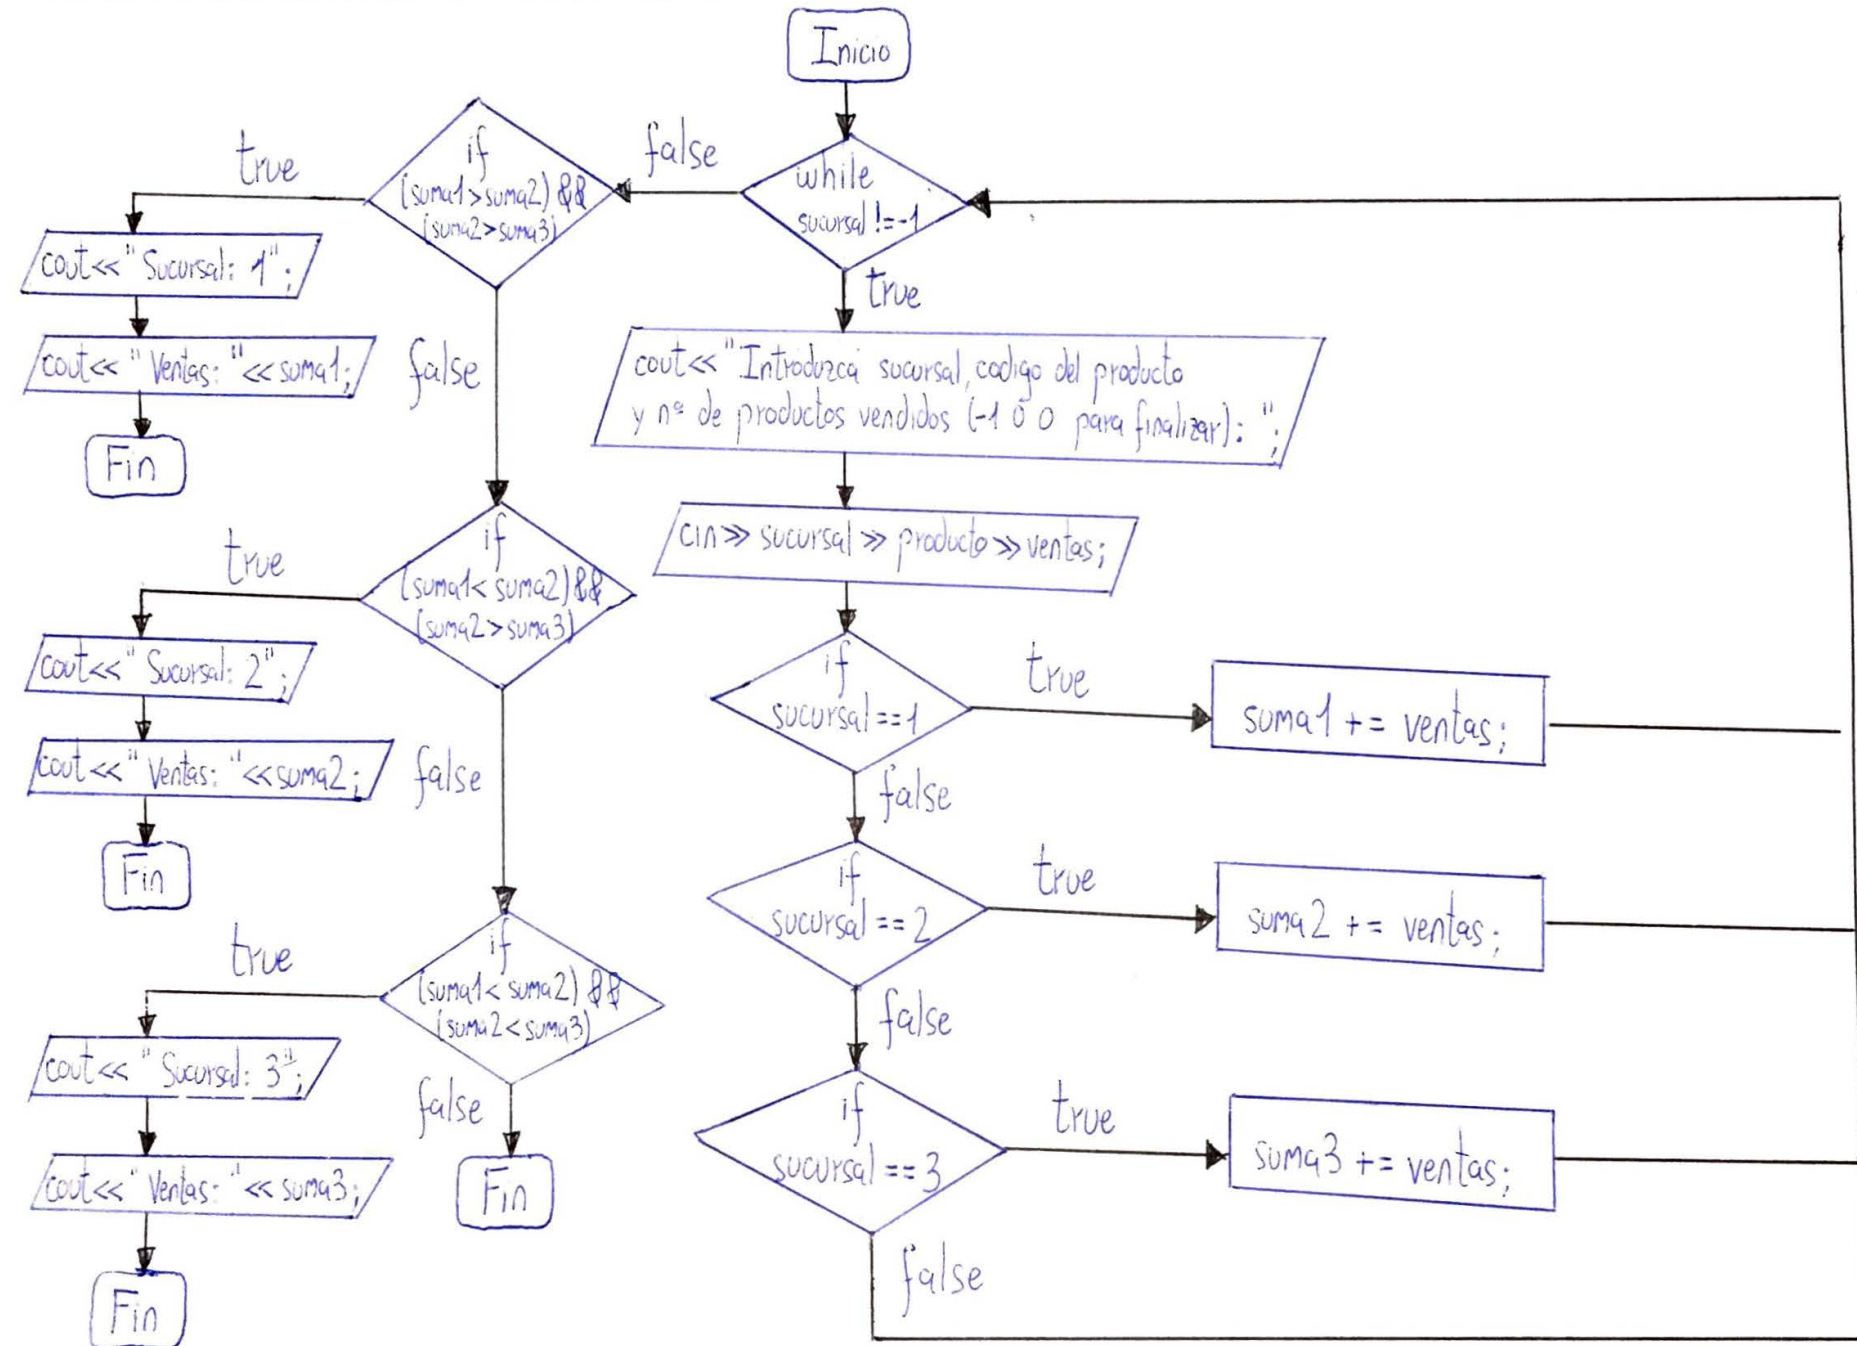 Inicio
while
sucursal != -1
false
true
if
(suma1>suma2) &&
(suma2>suma3)
true
false
cout<<"Sucursal: 1";
cout<<"Ventas: "<<suma1;
Fin
if
(suma1< suma2) &&
(suma2>suma3)
true
false
cout<<"Sucursal: 2";
cout<<"Ventas: "<<suma2;
Fin
if
(suma1< suma2) &&
(suma2< suma3)
true
false
cout<<"Sucursal: 3";
cout<<"Ventas: "<<suma3;
Fin
Fin
cout<<"Introduzca sucursal, codigo del producto
y nº de productos vendidos (-1 0 0 para finalizar): ";
cin>> sucursal >> producto >> ventas;
if
sucursal ==1
true
suma1 += ventas;
false
if
sucursal == 2
true
suma2 += ventas;
false
if
sucursal == 3
true
suma3 += ventas;
false